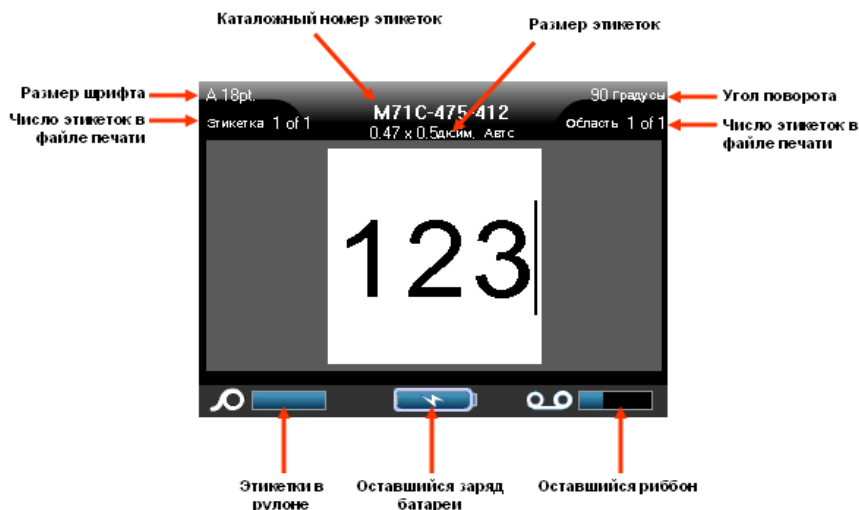 Каталожный номер этикеток
Размер этикеток
Размер шрифта
A 18pt.
90 Градусы
Угол поворота
M71C-475-412
Число этикеток в
файле печати
Этикетка 1 of 1
0.47 x 0.5дюйм, Авто
Область 1 of 1
Число этикеток в
файле печати
123
Этикетки в
рулоне
Оставшийся заряд
батареи
Оставшийся риббон